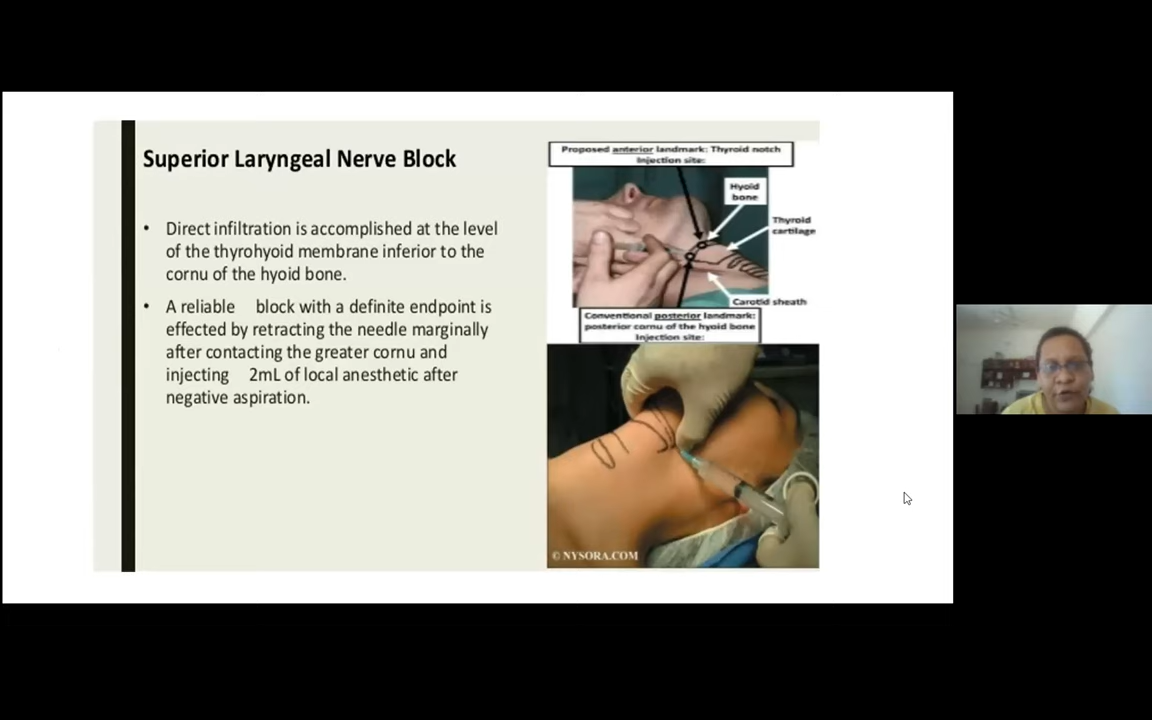 Superior Laryngeal Nerve Block
• Direct infiltration is accomplished at the level
of the thyrohyoid membrane inferior to the
cornu of the hyoid bone.
• A reliable block with a definite endpoint is
effected by retracting the needle marginally
after contacting the greater cornu and
injecting 2mL of local anesthetic after
negative aspiration.
Proposed anterior landmark: Thyroid notch
Injection site:
Hyoid
bone
Thyroid
cartilage
Carotid sheath
Conventional posterior landmark:
posterior cornu of the hyoid bone
Injection site:
© NYSORA.COM